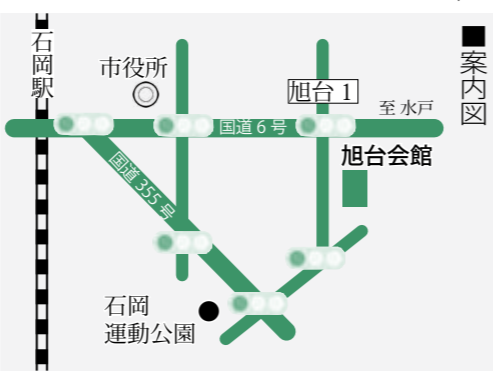 ■案内図
石岡駅
市役所
旭台1
至 水戸
国道6号
旭台会館
国道355号
石岡
運動公園